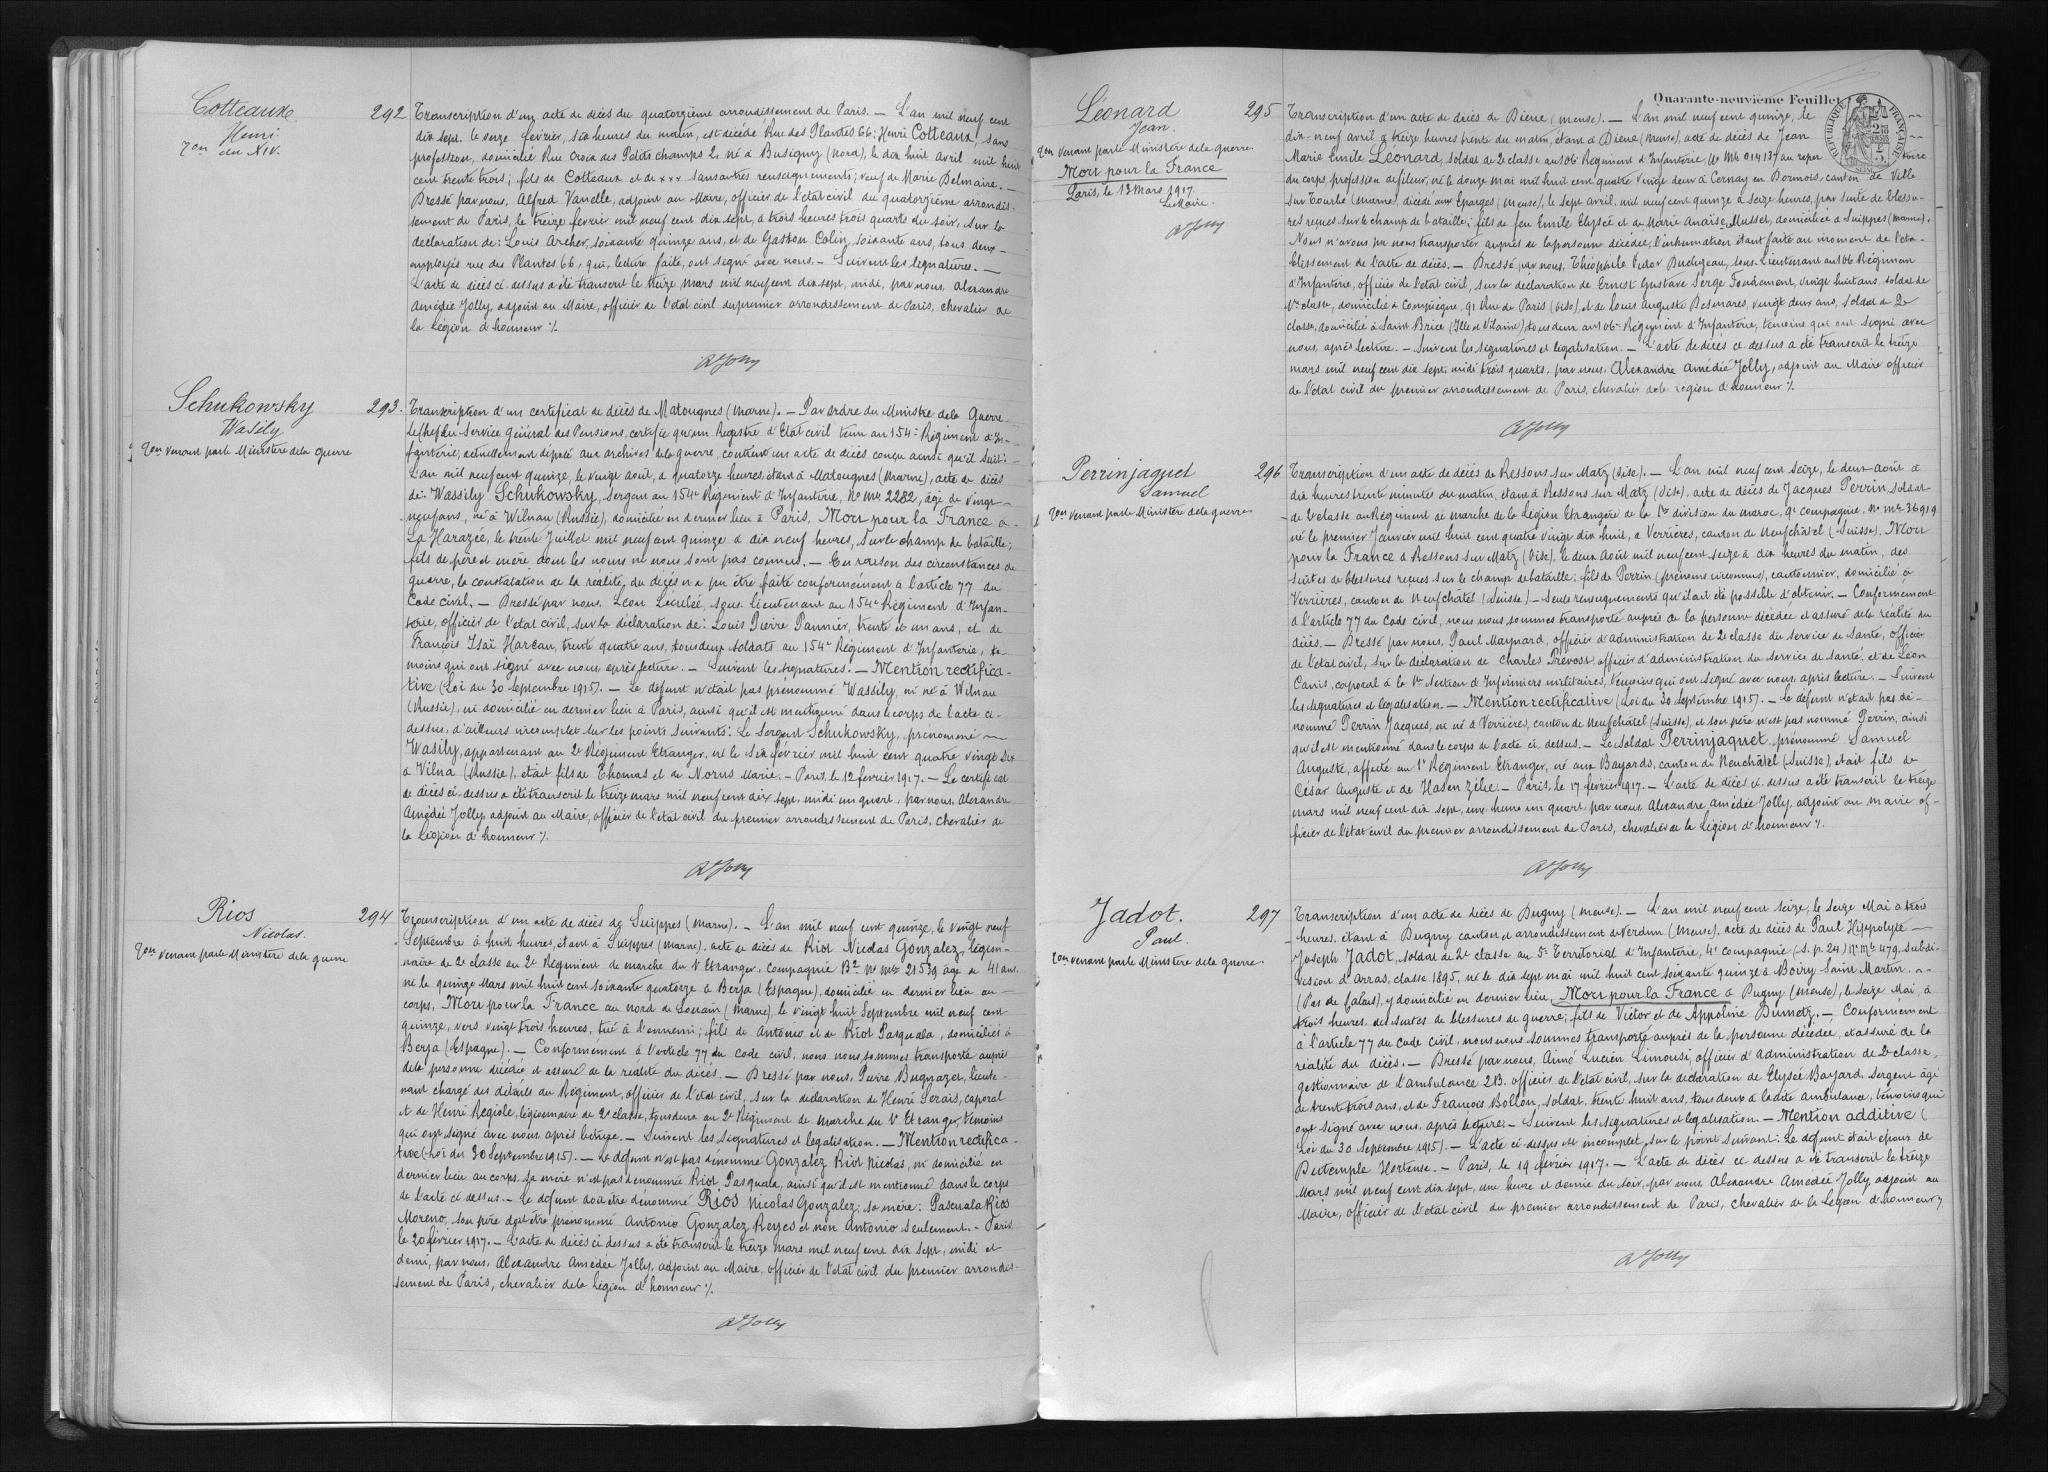 Cotteaux
Henri
Ton du XIV.
292 Transcription d'un acte de décès du quatorzième arrondissement de Paris. — L'an mil neuf cent
dix sept, le onze février, six heures du matin, est décédé Rue des Plantes 66: Henri Cotteaux, sans
profession, domicilié Rue Croix des Petits champs 2, né à Busigny (Nord), le dix huit avril mil huit
cent trente trois; fils de Cotteaux et de xxx sans autres renseignements; veuf de Marie Delmaire. —
Dressé par nous, Alfred Vanelle, adjoint au Maire, officier de l'état civil du quatorzième arrondis-
sement de Paris, le treize fevrier mil neuf cent dix sept, à trois heures trois quarts du soir, sur la
déclaration de: Louis Archer, soixante quinze ans, et de Gaston Colin, soixante ans, tous deux
employés rue des Plantes 66, qui, lecture faite, ont signé avec nous. — Suivent les signatures. —
L'acte de décès ci-dessus a été transcrit le treize mars mil neuf cent dix sept, midi, par nous, Alexandre
Amédée Jolly, adjoint au Maire, officier de l'état civil du premier arrondissement de Paris, chevalier de
la Légion d'honneur ./.
AJolly
Schukowsky
Wasily
Ton venant par le Ministère de la guerre
293. Transcription d'un certificat de décès de Matougnes (Marne). — Par ordre du Ministre de la Guerre,
le Chef du Service Général des Pensions, certifie qu'un Registre d'Etat civil tenu au 154e Régiment d'In-
fanterie, actuellement déposé aux archives de la guerre, contient un acte de décès conçu ainsi qu'il suit: —
L'an mil neuf cent quinze, le vingt août, à quatorze heures, étant à Matougnes (Marne), acte de décès
de: Wassily Schukowsky, Sergent au 154e Régiment d'Infanterie, No Mle 2282, âgé de vingt
neuf ans, né à Wilnau (Russie), domicilié en dernier lieu à Paris, Mort pour la France à
La Harazée, le trente Juillet mil neuf cent quinze à dix neuf heures, sur le champ de bataille;
fils de père et mère dont les noms ne nous sont pas connus. — En raison des circonstances de
guerre, la constatation de la réalité, du décès n'a pu être faite conformément à l'article 77 du
Code civil. — Dressé par nous, Léon Lécubée, sous-lieutenant au 154e Régiment d'Infan-
terie, officier de l'état civil, sur la déclaration de: Louis Pierre Pannier, trente et un ans, et de
François Isaï Hareau, trente quatre ans, tous deux soldats au 154e Régiment d'Infanterie, té-
moins qui ont signé avec nous après lecture. — Suivent les signatures. — Mention rectifica-
tive (Loi du 30 Septembre 1915). — Le défunt n'était pas prénommé Wassily, ni né à Wilnau
(Russie), ni domicilié en dernier lieu à Paris, ainsi qu'il est mentionné dans le corps de l'acte ci-
dessus, d'ailleurs incomplet sur les points suivants: Le Sergent Schukowsky, prénommé
Wasily, appartenant au 2e Régiment Etranger, né le six février mil huit cent quatre vingt six
à Vilna (Russie), était fils de Thomas et de Norus Marie. — Paris, le 12 février 1917. — Le certificat
de décès ci-dessus a été transcrit le treize mars mil neuf cent dix sept, midi un quart, par nous, Alexandre
Amédée Jolly, adjoint au Maire, officier de l'état civil du premier arrondissement de Paris, chevalier de
la Légion d'honneur ./.
AJolly
Rios
Nicolas.
Ton venant par le Ministère de la guerre
294 Transcription d'un acte de décès de Suippes (Marne). — L'an mil neuf cent quinze, le vingt neuf
Septembre à huit heures, étant à Suippes (Marne), acte de décès de Riot Nicolas Gonzalez, légion-
naire de 2e classe au 2e Régiment de marche du 1er Etranger, Compagnie B2 No Mle 21539, âgé de 41 ans,
né le quinze Mars mil huit cent soixante quatorze à Berja (Espagne), domicilié en dernier lieu au
corps, Mort pour la France au nord de Souain (Marne), le vingt huit Septembre mil neuf cent
quinze, vers vingt trois heures, tué à l'ennemi; fils de Antonio et de Riot Pasquala, domiciliés à
Berja (Espagne). — Conformément à l'article 77 du code civil, nous nous sommes transporté auprès
de la personne décédée et assuré de la réalité du décès. — Dressé par nous, Pierre Bugnazet, lieute-
nant chargé des détails au Régiment, officier de l'état civil, sur la déclaration de Henri Serais, caporal
et de Henri Regiole, légionnaire de 2e classe, tous deux au 2e Régiment de marche du 1er Etranger, témoins
qui ont signé avec nous après lecture. — Suivent les signatures et légalisation. — Mention rectifica-
tive (Loi du 30 Septembre 1915). — Le défunt n'est pas dénommé Gonzalez Riot Nicolas, ni domicilié en
dernier lieu au corps, sa mère n'est pas dénommée Riot Pasquala, ainsi qu'il est mentionné dans le corps
de l'acte ci-dessus. — Le défunt doit être dénommé Rios Nicolas Gonzalez; sa mère: Pascuala Rios
Moreno, son père doit être prénommé Antonio Gonzalez Reyes et non Antonio seulement. — Paris
le 20 février 1917. — L'acte de décès ci dessus a été transcrit le treize mars mil neuf cent dix sept, midi et
demi, par nous, Alexandre Amédée Jolly, adjoint au Maire, officier de l'état civil du premier arrondis-
sement de Paris, chevalier de la Légion d'honneur ./.
AJolly
Quarante-neuvième Feuillet
REPUBLIQUE FRANCAISE
Léonard
Jean
Ton venant par le Ministère de la guerre
Mort pour la France
Paris, le 13 Mars 1917.
Le Maire.
AJolly
295 Transcription d'un acte de décès de Dieue (Meuse). — L'an mil neuf cent quinze, le
dix-neuf avril à treize heures trente du matin, étant à Dieue (Meuse), acte de décès de Jean
Marie Emile Léonard, soldat de 2e classe au 106e Régiment d'Infanterie, No Mle 014137 au reper toire
du corps, profession de fileur, né le douze mai mil huit cent quatre vingt deux à Cernay en Dormois, canton de Ville
sur Tourbe (Marne), décédé aux Eparges (Meuse), le sept avril, mil neuf cent quinze à seize heures, par suite de blessu-
res reçues sur le champ de bataille; fils de feu Emile Elysée et de Marie Anaïse Musset, domiciliée à Suippes (Marne).
Nous n'avons pu nous transporter auprès de la personne décédée, l'inhumation étant faite au moment de l'éta-
blissement de l'acte de décès. — Dressé par nous, Théophile Victor Bucheau, sous-Lieutenant au 106 Régiment
d'Infanterie, officier de l'état civil, sur la déclaration de Ernest Gustave Serge Fondement, vingt huit ans, soldat de
1re classe, domicilié à Compiègne, 91 Rue de Paris (Oise), et de Louis Auguste Desmares, vingt deux ans, soldat de 2e
classe, domicilié à Saint Brice (Ille et Vilaine), tous deux au 106e Régiment d'Infanterie, témoins qui ont signé avec
nous, après lecture. — Suivent les signatures et légalisation. — L'acte de décès ci-dessus a été transcrit le treize
mars mil neuf cent dix sept, midi trois quarts, par nous, Alexandre Amédée Jolly, adjoint au Maire officier
de l'état civil du premier arrondissement de Paris, chevalier de la Légion d'honneur ./.
AJolly
Perrinjaquet
Samuel
Ton venant par le Ministère de la guerre
296 Transcription d'un acte de décès de Ressons sur Matz (Oise). — L'an mil neuf cent seize, le deux août à
dix heures trente minutes du matin, étant à Ressons sur Matz (Oise), acte de décès de Jacques Perrin, soldat
de 2e classe au Régiment de marche de la Légion Etrangère de la 1re division du Maroc, 9e compagnie, No Mle 36919
né le premier Janvier mil huit cent quatre vingt dix huit, à Verrières, canton de Neufchâtel (Suisse), Mort
pour la France à Ressons sur Matz (Oise), le deux Août mil neuf cent seize à dix heures du matin, des
suites de blessures reçues sur le champ de bataille; fils de Perrin (prénoms inconnus), cantonnier, domicilié à
Verrières, canton de Neufchâtel (Suisse). — Seuls renseignements qu'il ait été possible d'obtenir. — Conformément
à l'article 77 du Code civil, nous nous sommes transporté auprès de la personne décédée et assuré de la réalité du
décès. — Dressé par nous, Paul Maynard, officier d'administration de 2e classe du service de santé, officier
de l'état civil, sur la déclaration de Charles Prévost, officier d'administration du service de santé, et de Léon
Canis, caporal à la 1re Section d'Infirmiers militaires, témoins qui ont signé avec nous, après lecture. — Suivent
les signatures et légalisation. — Mention rectificative (Loi du 30 Septembre 1915). — Le défunt n'était pas dé-
nommé Perrin Jacques, ni né à Verrières, canton de Neufchâtel (Suisse), et son père n'est pas nommé Perrin, ainsi
qu'il est mentionné dans le corps de l'acte ci-dessus. — Le soldat Perrinjaquet, prénommé Samuel
Auguste, affecté au 1er Régiment Etranger, né aux Bayards, canton de Neuchâtel (Suisse), était fils de
César Auguste et de Hasen Zélie. — Paris, le 17 février 1917. — L'acte de décès ci-dessus a été transcrit le treize
mars mil neuf cent dix sept, une heure un quart, par nous, Alexandre Amédée Jolly, adjoint au maire of-
ficier de l'état civil du premier arrondissement de Paris, chevalier de la Légion d'honneur ./.
AJolly
Jadot.
Paul.
Ton venant par le Ministère de la guerre.
297 Transcription d'un acte de décès de Dugny (Meuse). — L'an mil neuf cent seize, le seize Mai à trois
heures, étant à Dugny canton et arrondissement de Verdun (Meuse), acte de décès de Paul Hippolyte
Joseph Jadot, soldat de 2e classe au 5e Territorial d'Infanterie, 4e compagnie (S.P. 24) No Mle 479, subdi-
vision d'Arras, classe 1895, né le dix sept mai mil huit cent soixante quinze à Boiry Saint Martin
(Pas de Calais), y domicilié en dernier lieu, Mort pour la France à Dugny (Meuse), le seize Mai, à
trois heures, des suites de blessures de guerre; fils de Victor et de Appoline Dumetz. — Conformément
à l'article 77 du code civil, nous nous sommes transporté auprès de la personne décédée, et assuré de la
réalité du décès. — Dressé par nous, Aimé Lucien Limousi, officier d'administration de 2e classe,
gestionnaire de l'ambulance 2/13, officier de l'état civil, sur la déclaration de Elysée Bayard, sergent âgé
de trente trois ans, et de François Bollon, soldat, trente huit ans, tous deux à ladite ambulance, témoins qui
ont signé avec nous, après lecture. — Suivent les signatures et légalisation. — Mention additive (
Loi du 30 Septembre 1915). — L'acte ci-dessus est incomplet sur le point suivant: Le défunt était époux de
Dutemple Hortense. — Paris, le 19 février 1917. — L'acte de décès ci dessus a été transcrit le treize
Mars mil neuf cent dix sept, une heure et demie du soir, par nous Alexandre Amédée Jolly, adjoint au
Maire, officier de l'état civil du premier arrondissement de Paris, chevalier de la Légion d'honneur ./.
AJolly